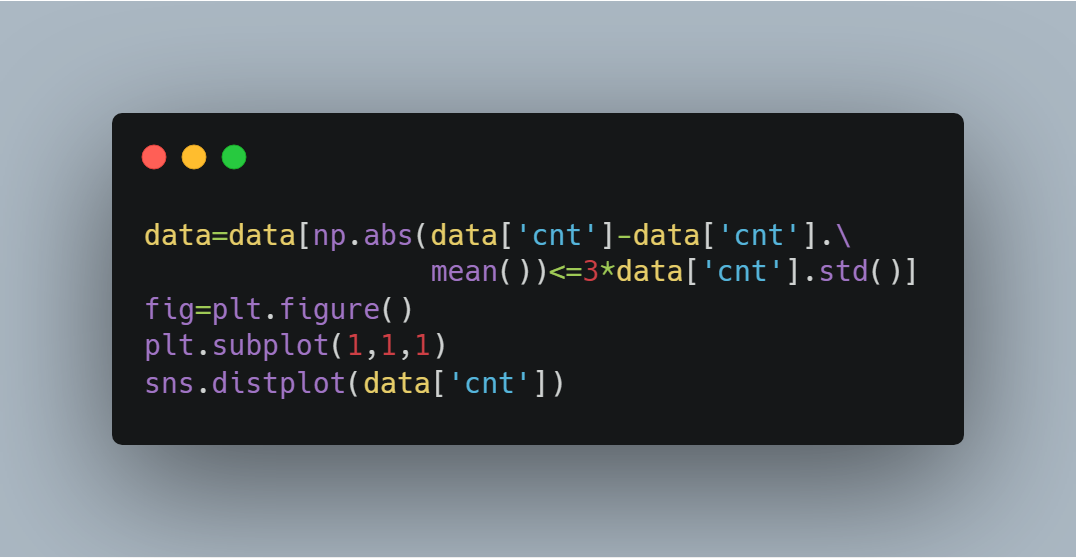 data=data[np.abs(data['cnt']-data['cnt'].\
                 mean())<=3*data['cnt'].std()]
fig=plt.figure()
plt.subplot(1,1,1)
sns.distplot(data['cnt'])